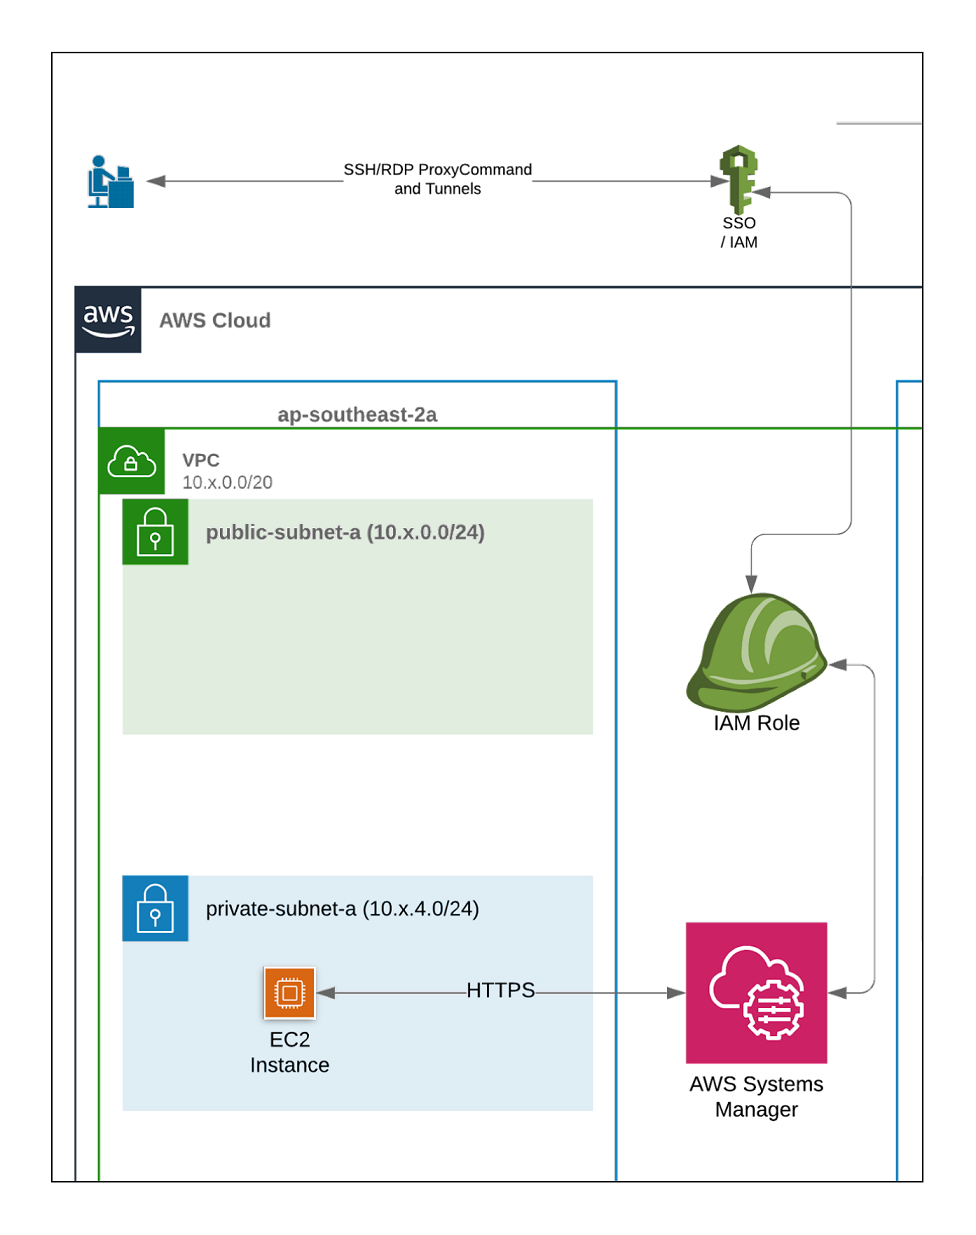 SSH/RDP ProxyCommand
and Tunnels
SSO
/ IAM
aws
AWS Cloud
ap-southeast-2a
VPC
10.x.0.0/20
public-subnet-a (10.x.0.0/24)
IAM Role
private-subnet-a (10.x.4.0/24)
HTTPS
EC2
Instance
AWS Systems
Manager